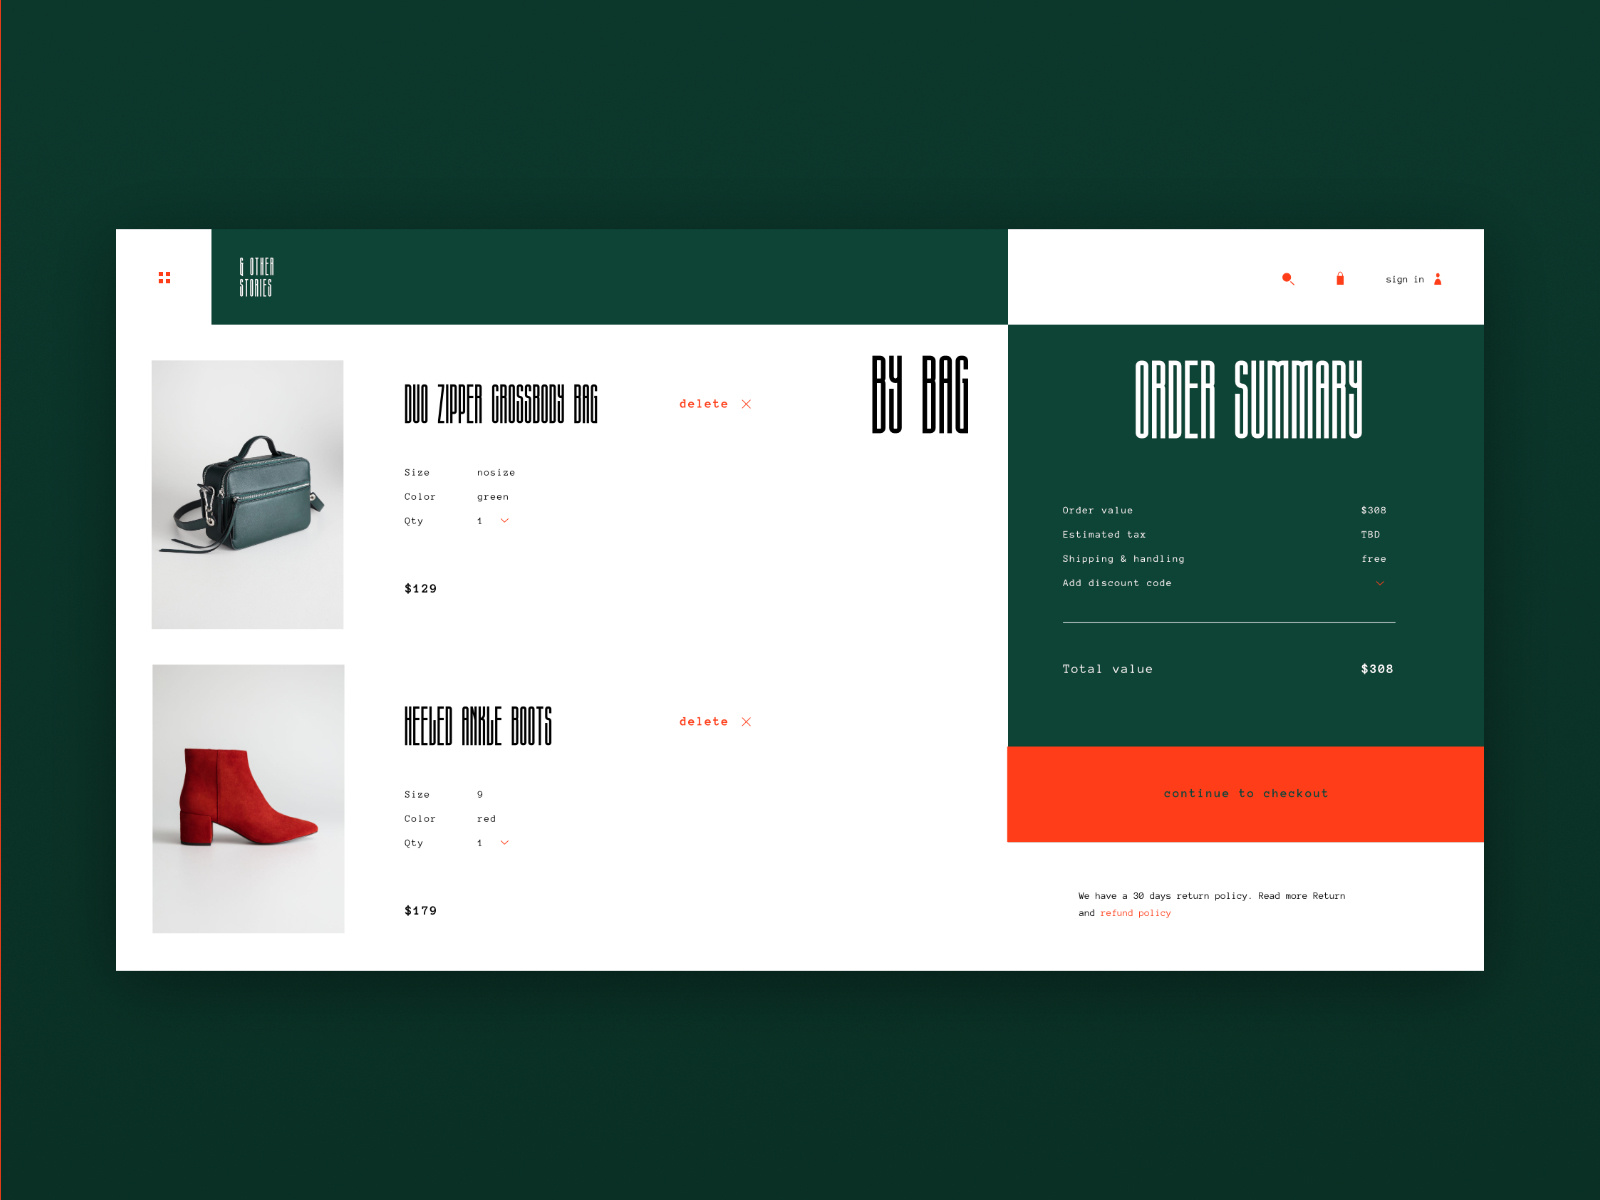 & OTHER
STORIES
sign in
DUO ZIPPER CROSSBODY BAG
delete
BY BAG
Size nosize
Color green
Qty 1
$129
HEELED ANKLE BOOTS
delete
Size 9
Color red
Qty 1
$179
ORDER SUMMARY
Order value $308
Estimated tax TBD
Shipping & handling free
Add discount code
Total value $308
continue to checkout
We have a 30 days return policy. Read more Return
and refund policy